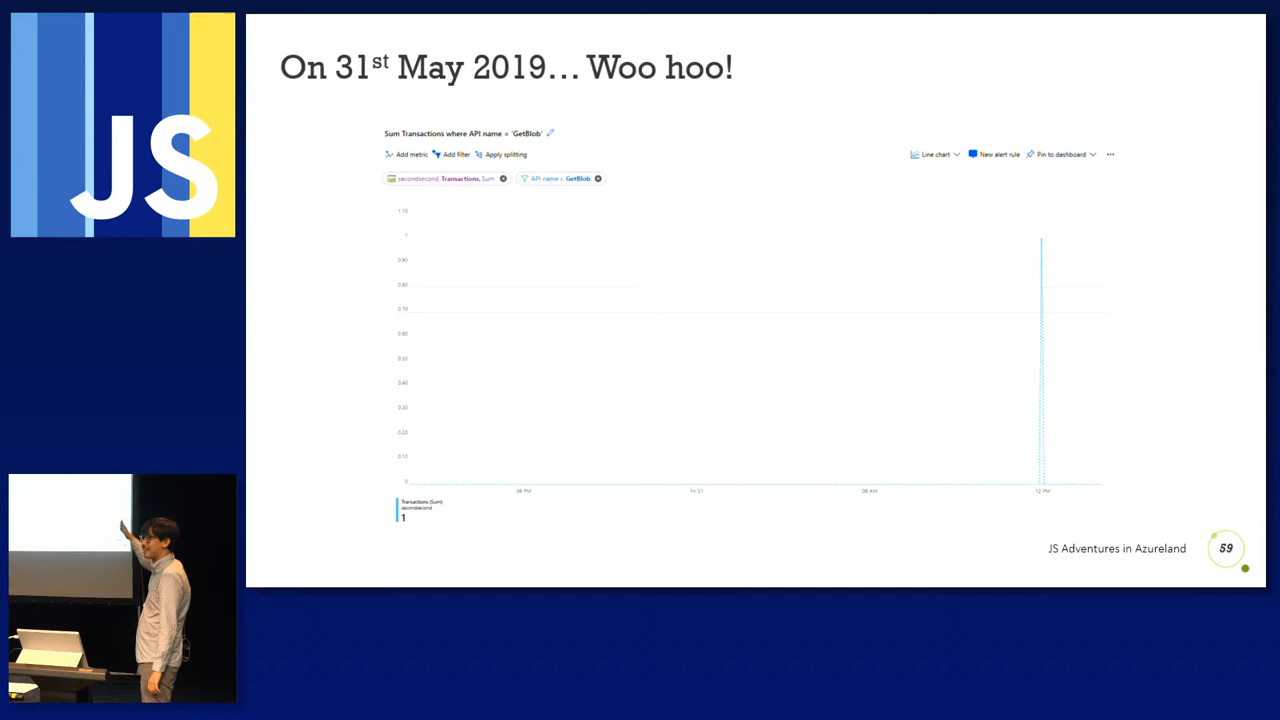 JS
On 31st May 2019... Woo hoo!
Sum Transactions where API name = 'GetBlob'
Add metric Add filter Apply splitting
Line chart New alert rule Pin to dashboard ...
secondsecond Transactions, Sum API name = GetBlob
1.10
1
0.90
0.80
0.70
0.60
0.50
0.40
0.30
0.20
0.10
0
06 PM Fri 31 06 AM 12 PM
Transactions (Sum)
secondsecond
1
JS Adventures in Azureland 59